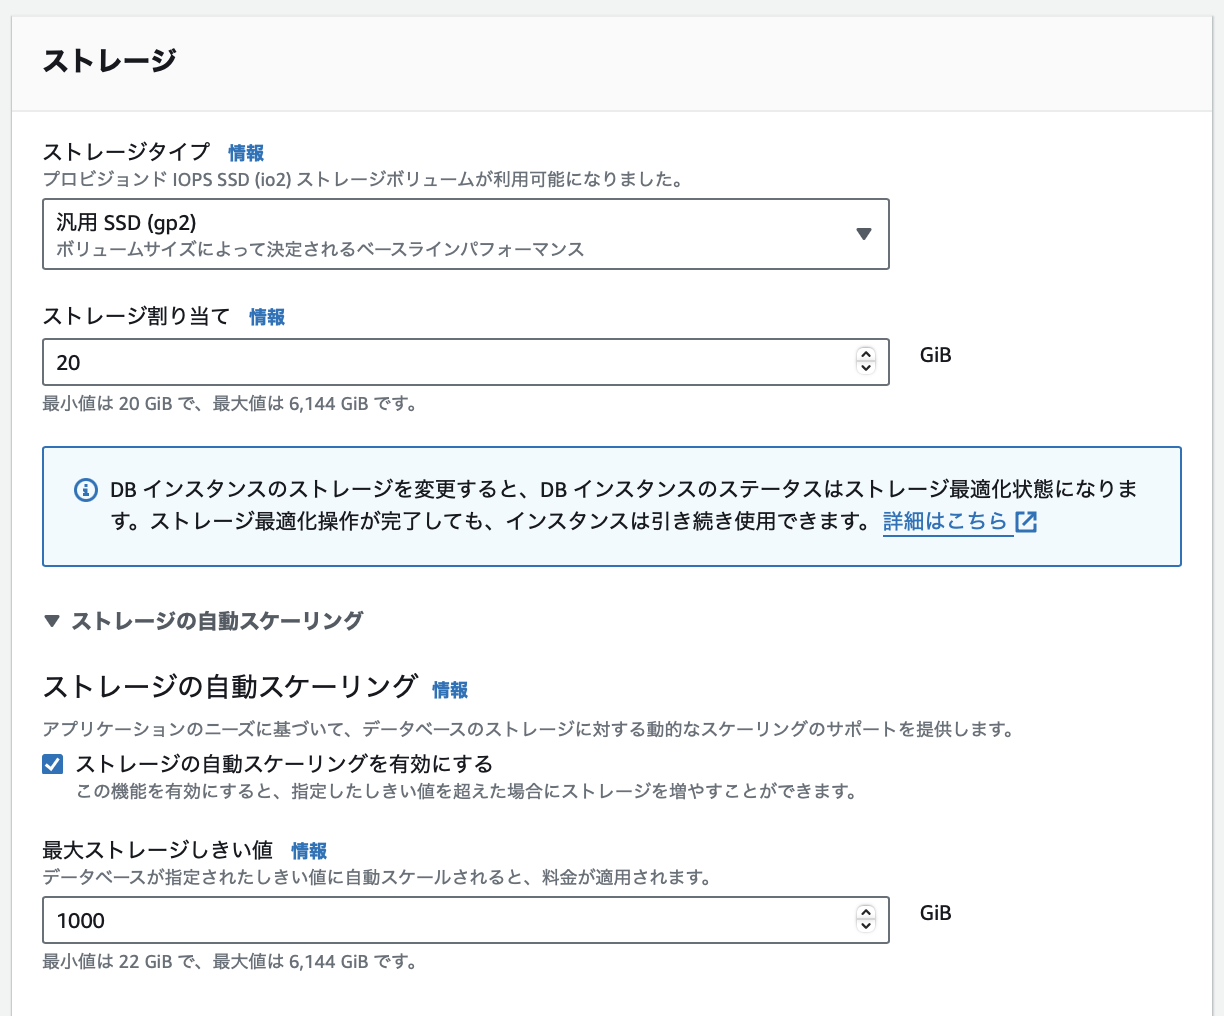 ストレージ
ストレージタイプ 情報
プロビジョンド IOPS SSD (io2) ストレージボリュームが利用可能になりました。
汎用 SSD (gp2)
ボリュームサイズによって決定されるベースラインパフォーマンス
ストレージ割り当て 情報
20 GiB
最小値は 20 GiB で、最大値は 6,144 GiB です。
DB インスタンスのストレージを変更すると、DB インスタンスのステータスはストレージ最適化状態になりま
す。ストレージ最適化操作が完了しても、インスタンスは引き続き使用できます。 詳細はこちら
ストレージの自動スケーリング
ストレージの自動スケーリング 情報
アプリケーションのニーズに基づいて、データベースのストレージに対する動的なスケーリングのサポートを提供します。
ストレージの自動スケーリングを有効にする
この機能を有効にすると、指定したしきい値を超えた場合にストレージを増やすことができます。
最大ストレージしきい値 情報
データベースが指定されたしきい値に自動スケールされると、料金が適用されます。
1000 GiB
最小値は 22 GiB で、最大値は 6,144 GiB です。